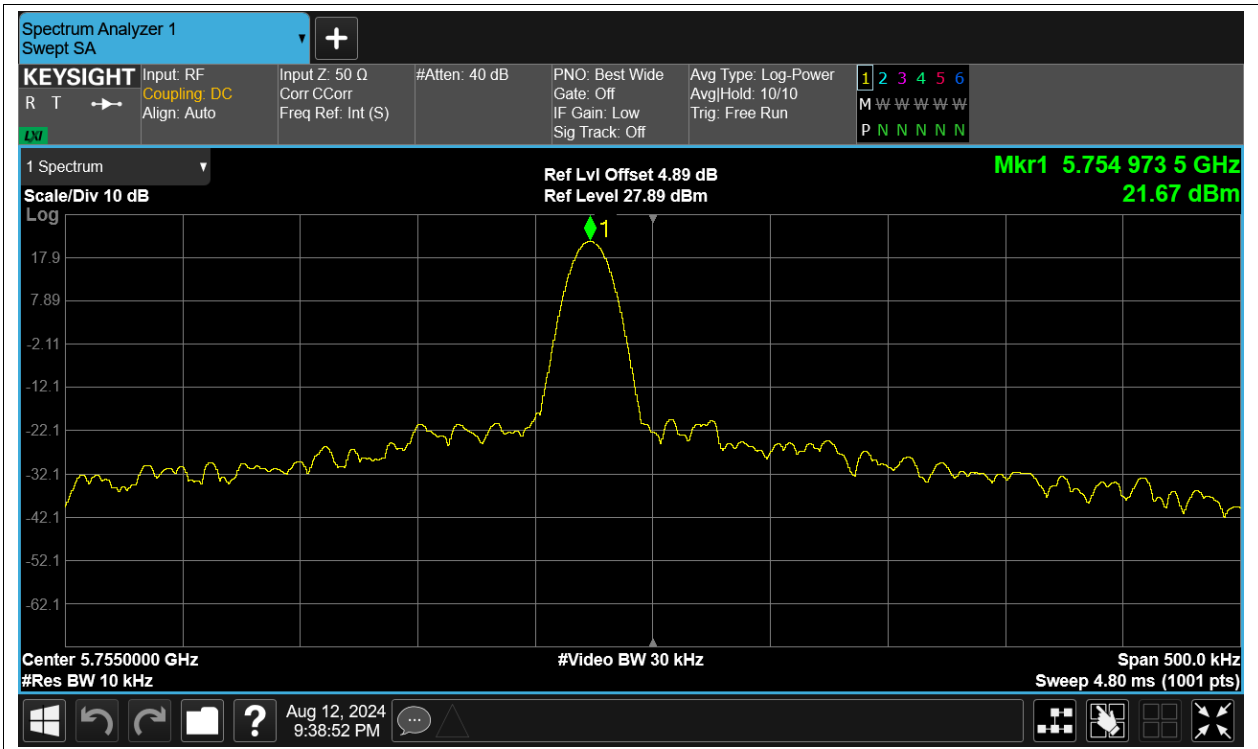 Spectrum Analyzer 1
Swept SA
KEYSIGHT
R T
LXI
Input: RF
Coupling: DC
Align: Auto
Input Z: 50 Ω
Corr CCorr
Freq Ref: Int (S)
#Atten: 40 dB
PNO: Best Wide
Gate: Off
IF Gain: Low
Sig Track: Off
Avg Type: Log-Power
Avg|Hold: 10/10
Trig: Free Run
1 2 3 4 5 6
M W W W W W
P N N N N N
1 Spectrum
Scale/Div 10 dB
Ref Lvl Offset 4.89 dB
Ref Level 27.89 dBm
Mkr1 5.754 973 5 GHz
21.67 dBm
Log
1
17.9
7.89
-2.11
-12.1
-22.1
-32.1
-42.1
-52.1
-62.1
Center 5.7550000 GHz
#Video BW 30 kHz
Span 500.0 kHz
#Res BW 10 kHz
Sweep 4.80 ms (1001 pts)
?
Aug 12, 2024
9:38:52 PM